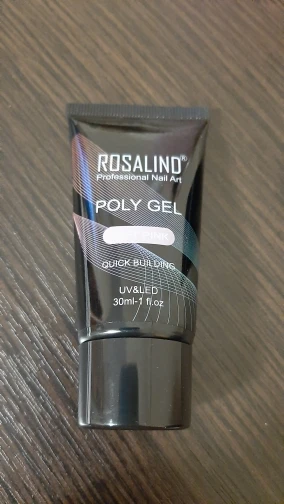 ROSALIND®
Professional Nail Art
POLY GEL
QUICK BUILDING
UV&LED
30ml-1 fl.oz